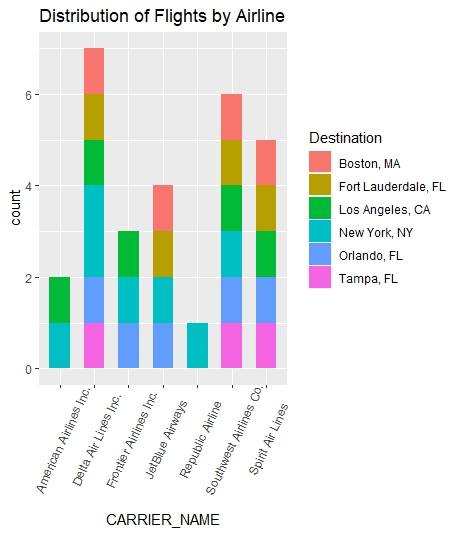 Distribution of Flights by Airline
count
6
4
2
0
American Airlines Inc.
Delta Air Lines Inc.
Frontier Airlines Inc.
JetBlue Airways
Republic Airline
Southwest Airlines Co.
Spirit Air Lines
CARRIER_NAME
Destination
Boston, MA
Fort Lauderdale, FL
Los Angeles, CA
New York, NY
Orlando, FL
Tampa, FL